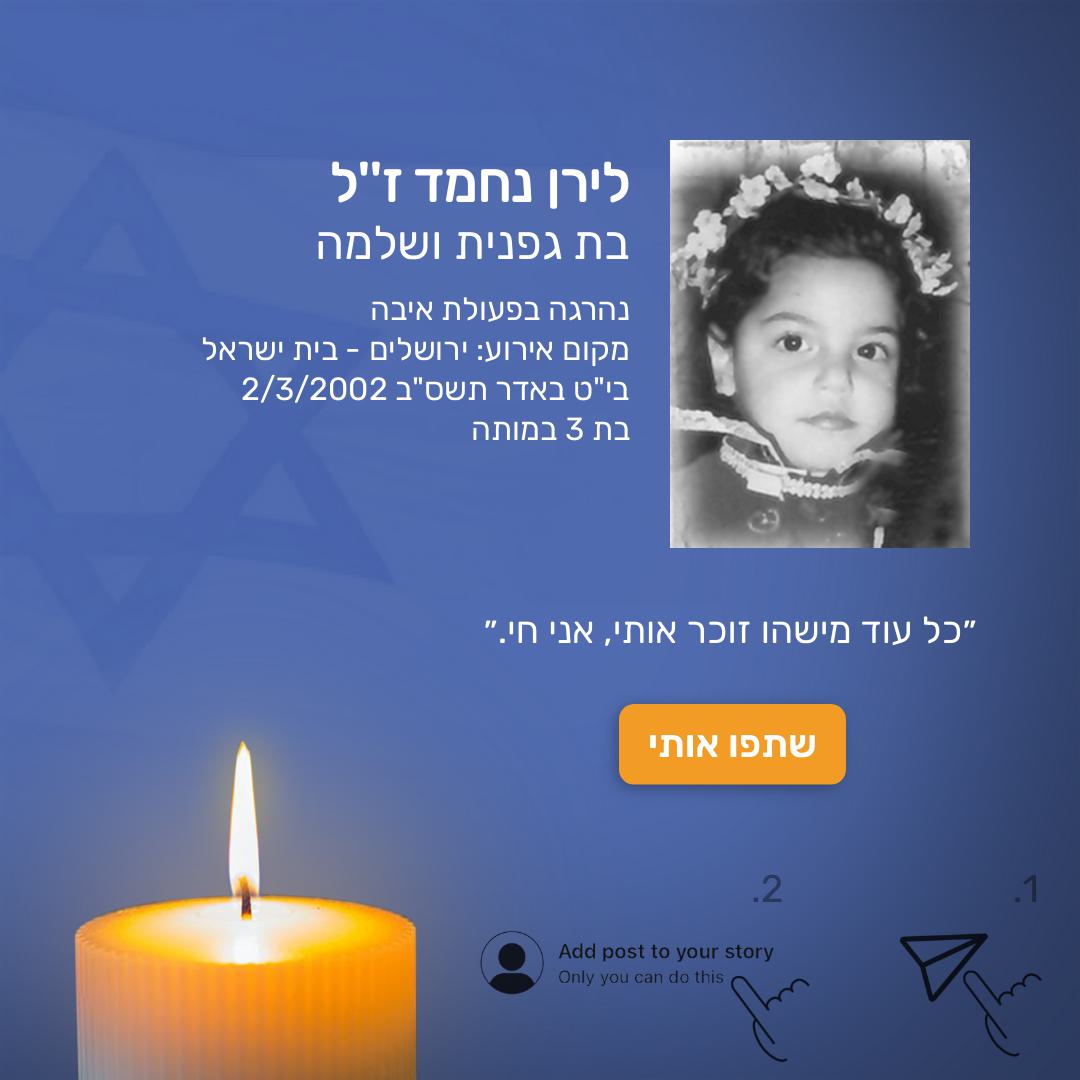 לירן נחמד ז"ל
בת גפנית ושלמה
נהרגה בפעולת איבה
מקום אירוע: ירושלים - בית ישראל
בי"ט באדר תשס"ב 2/3/2002
בת 3 במותה
״כל עוד מישהו זוכר אותי, אני חי.״
שתפו אותי
1.
2.
Add post to your story
Only you can do this